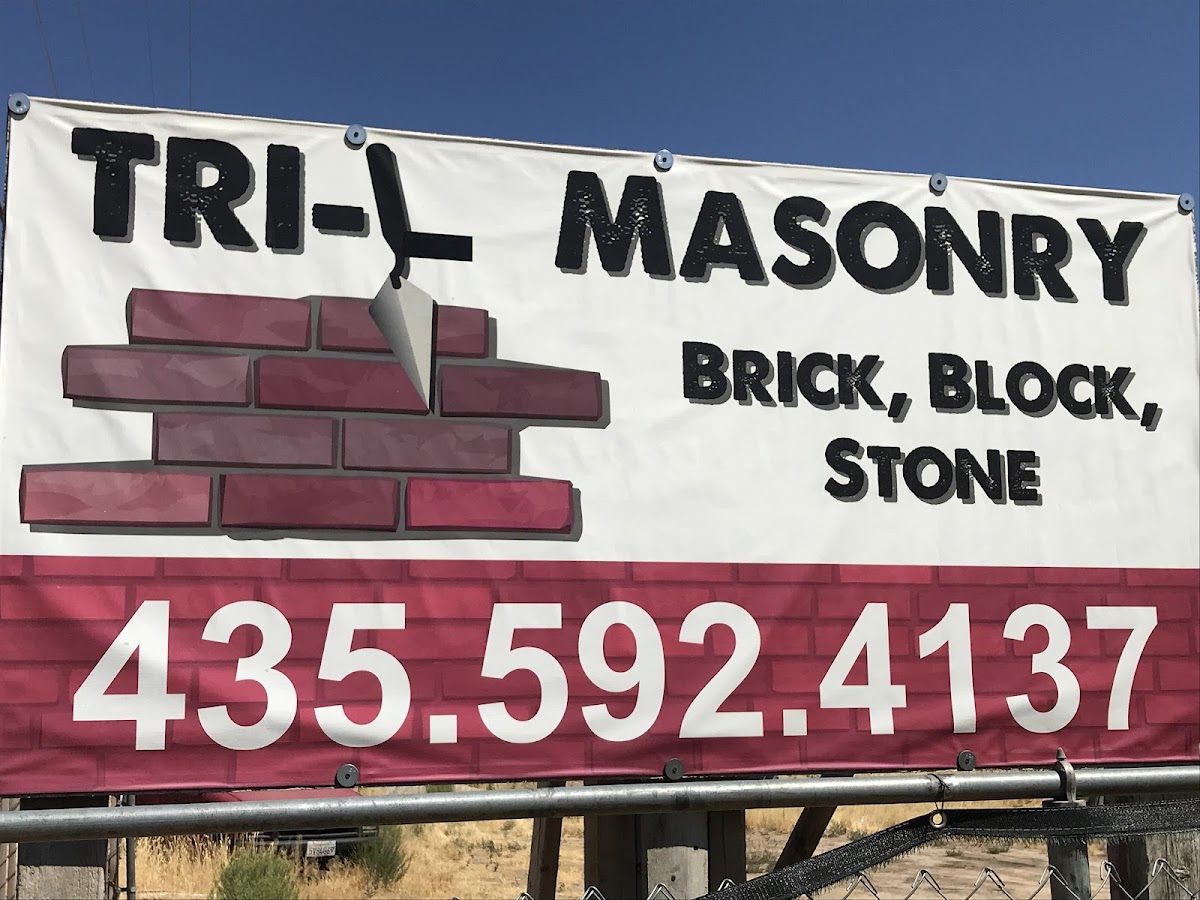 TRI-L MASONRY
BRICK, BLOCK,
STONE
435.592.4137